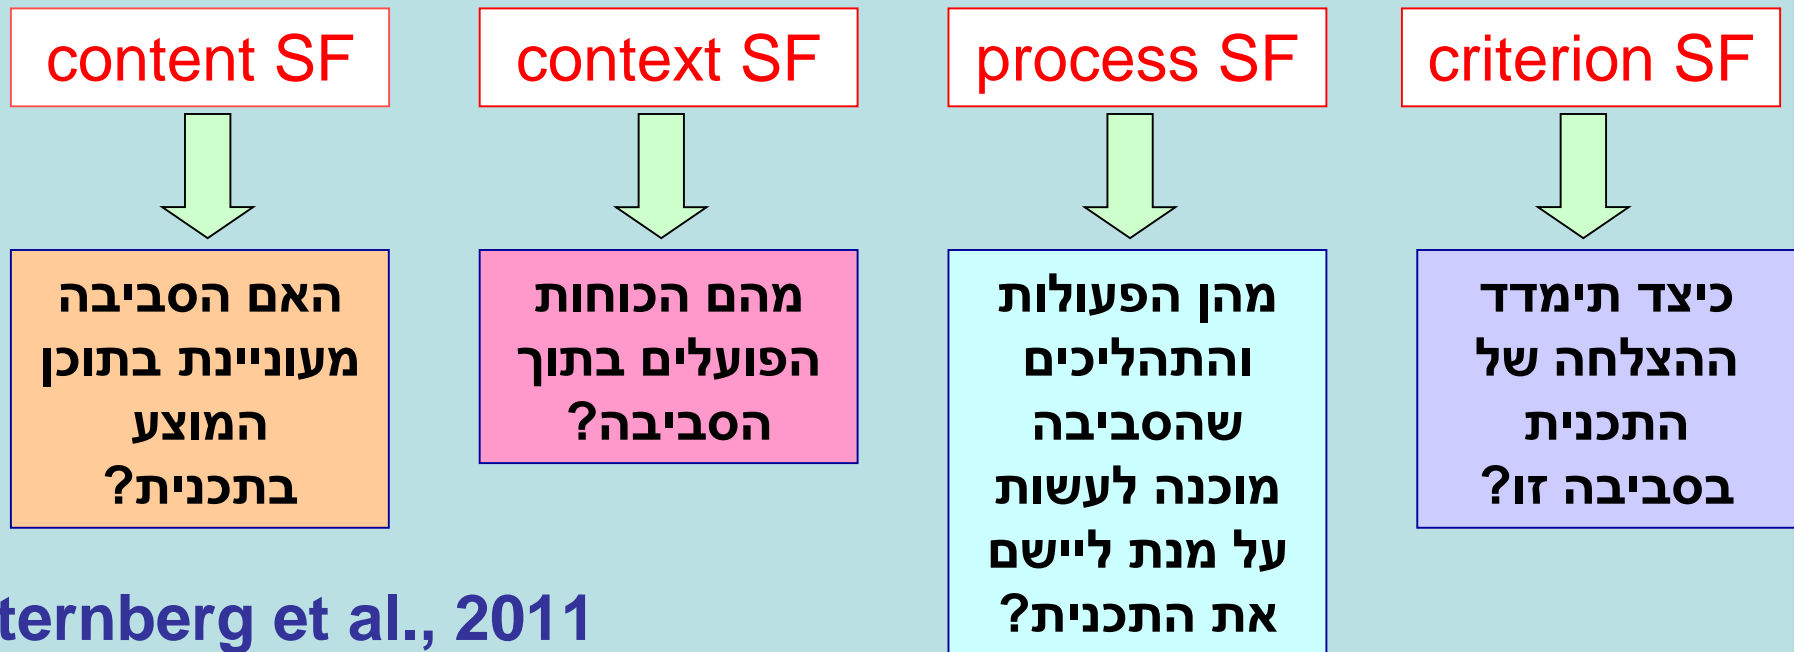 content SF
context SF
process SF
criterion SF
האם הסביבה
מעוניינת בתוכן
המוצע
בתכנית?
מהם הכוחות
הפועלים בתוך
הסביבה?
מהן הפעולות
והתהליכים
שהסביבה
מוכנה לעשות
על מנת ליישם
את התכנית?
כיצד תימדד
ההצלחה של
התכנית
בסביבה זו?
ternberg et al., 2011